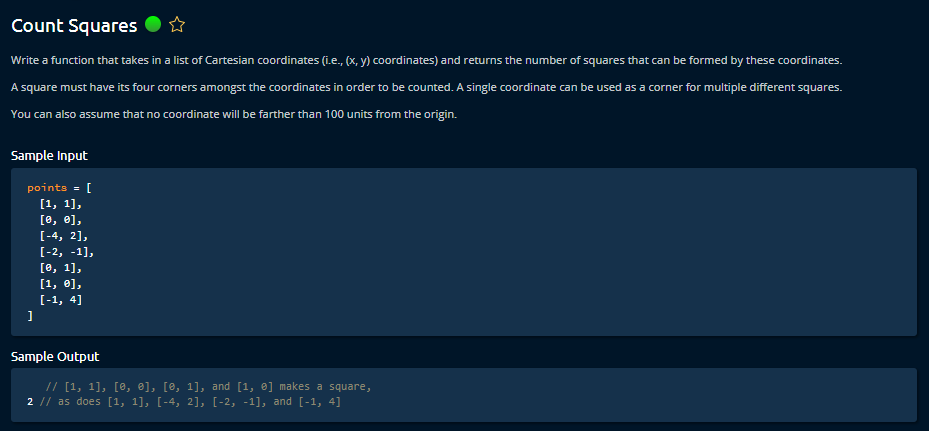 Count Squares
Write a function that takes in a list of Cartesian coordinates (i.e., (x, y) coordinates) and returns the number of squares that can be formed by these coordinates.
A square must have its four corners amongst the coordinates in order to be counted. A single coordinate can be used as a corner for multiple different squares.
You can also assume that no coordinate will be farther than 100 units from the origin.
Sample Input
points = [
[1, 1],
[0, 0],
[-4, 2],
[-2, -1],
[0, 1],
[1, 0],
[-1, 4]
]
Sample Output
// [1, 1], [0, 0], [0, 1], and [1, 0] makes a square,
2 // as does [1, 1], [-4, 2], [-2, -1], and [-1, 4]